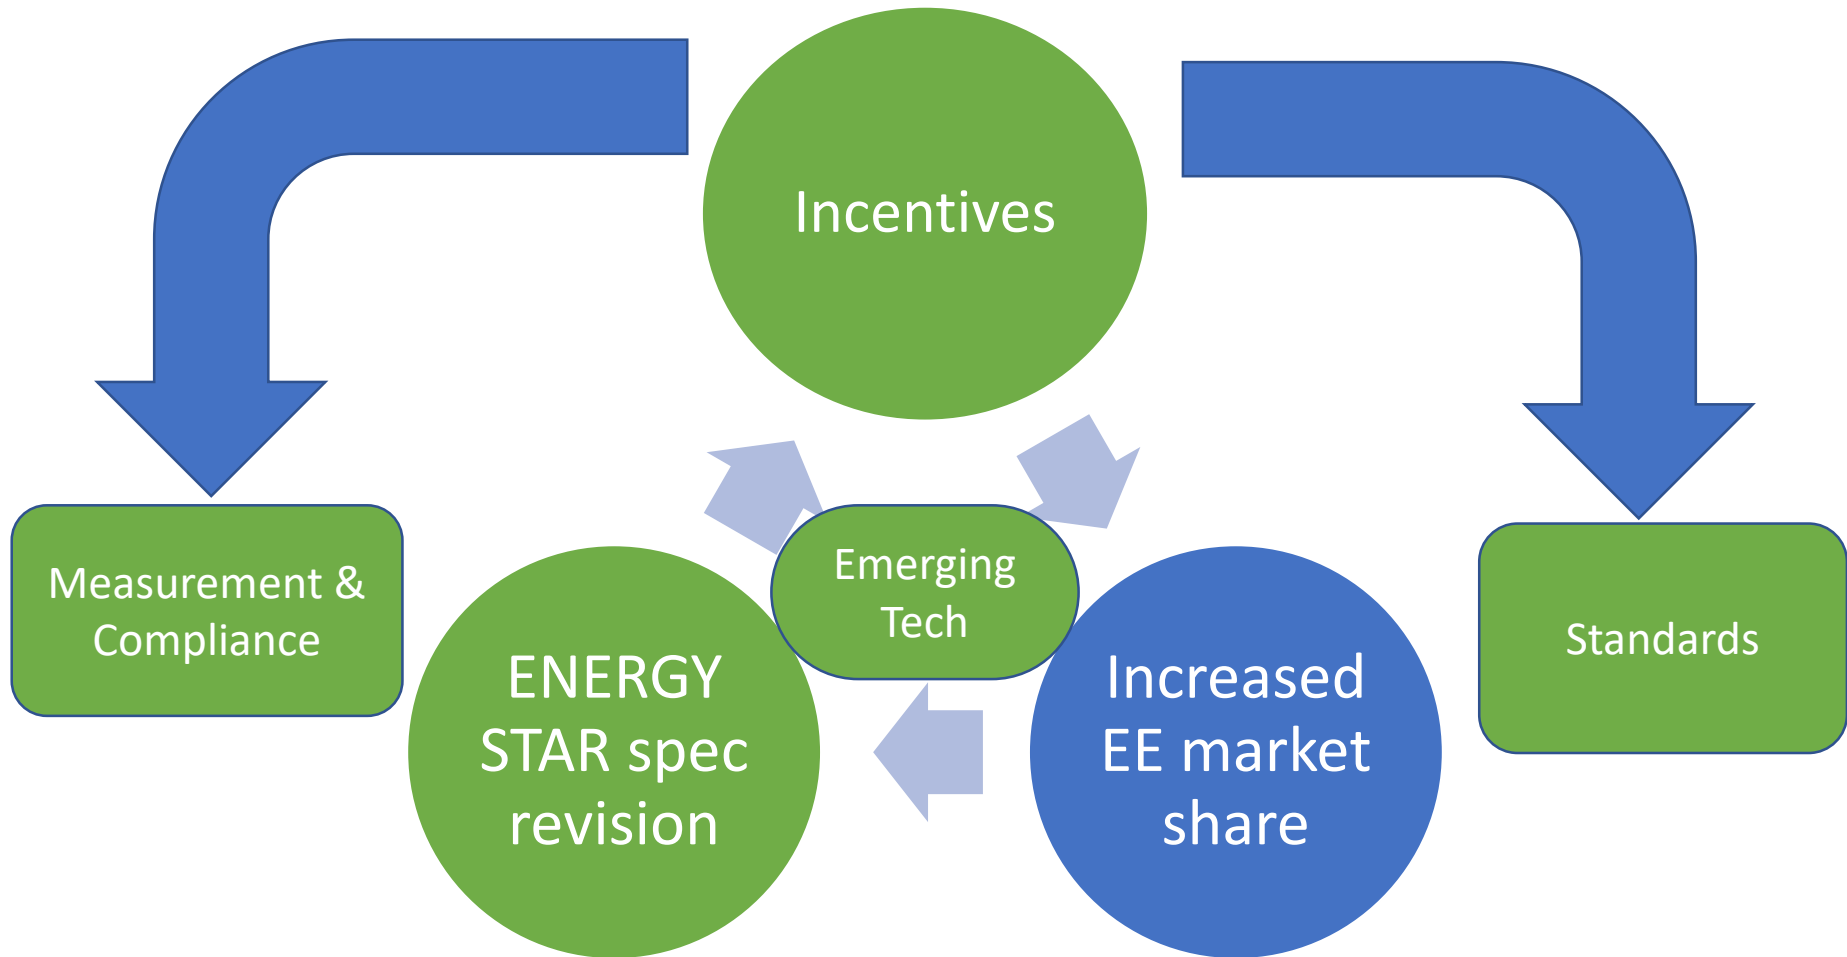 Incentives
Measurement &
Compliance
Emerging
Tech
Standards
ENERGY
STAR spec
revision
Increased
EE market
share